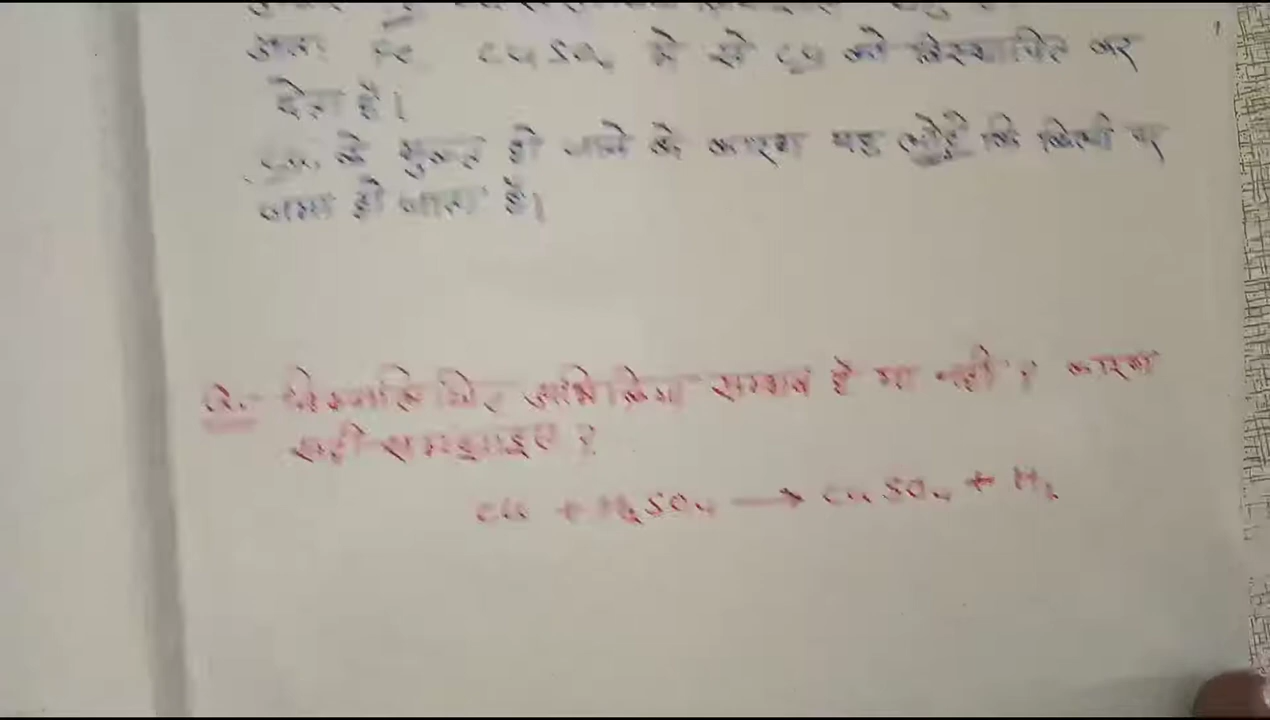 अतः Fe CuSO₄ में से Cu को विस्थापित कर
देता है।
Cu के मुक्त हो जाने के कारण यह लोहे कि किलो पर
जमा हो जाता है।
Q:- निम्नलिखित अभिक्रिया सम्भव है या नही ? कारण
सही समझाइए ?
Cu + H₂SO₄ → CuSO₄ + H₂